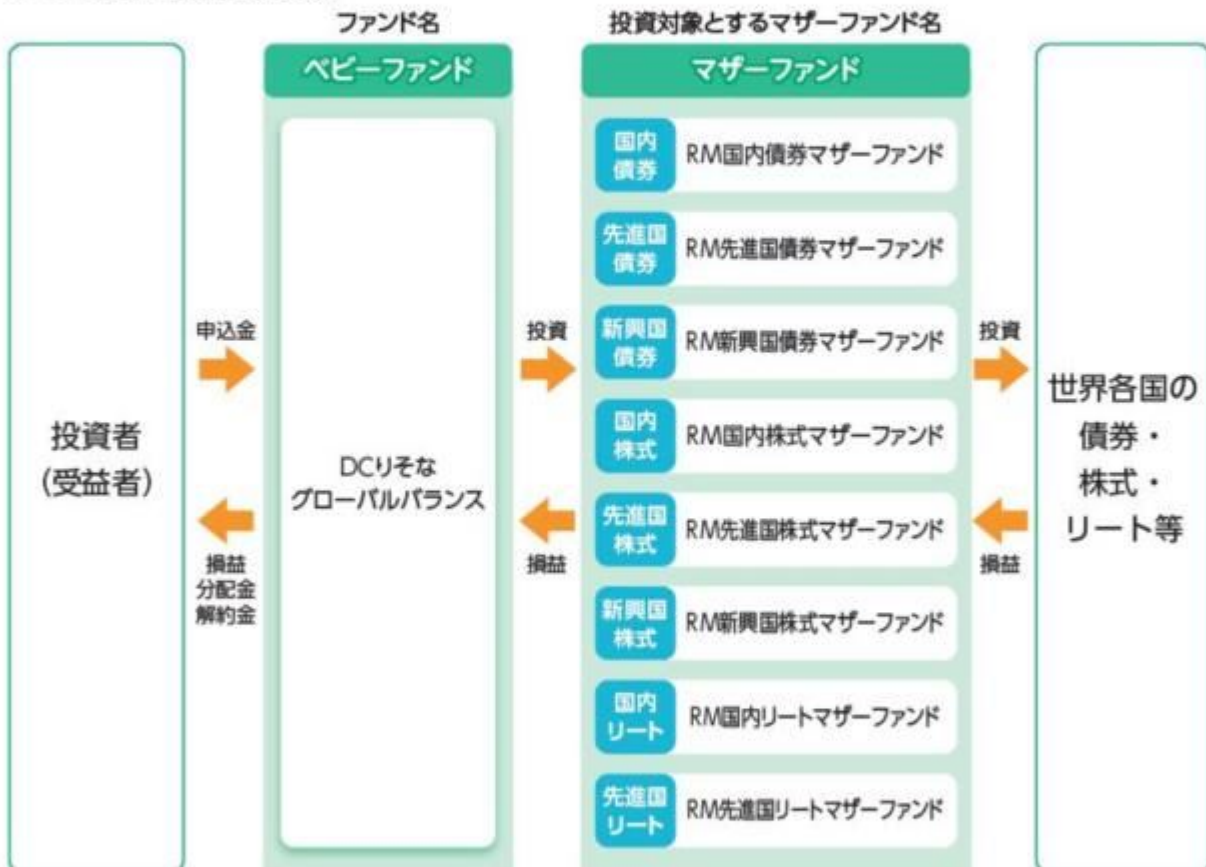 ファンド名
投資対象とするマザーファンド名
ベビーファンド
マザーファンド
投資者
(受益者)
申込金
損益
分配金
解約金
DCりそな
グローバルバランス
投資
損益
国内
債券
RM国内債券マザーファンド
先進国
債券
RM先進国債券マザーファンド
新興国
債券
RM新興国債券マザーファンド
国内
株式
RM国内株式マザーファンド
先進国
株式
RM先進国株式マザーファンド
新興国
株式
RM新興国株式マザーファンド
国内
リート
RM国内リートマザーファンド
先進国
リート
RM先進国リートマザーファンド
投資
損益
世界各国の
債券・
株式・
リート等